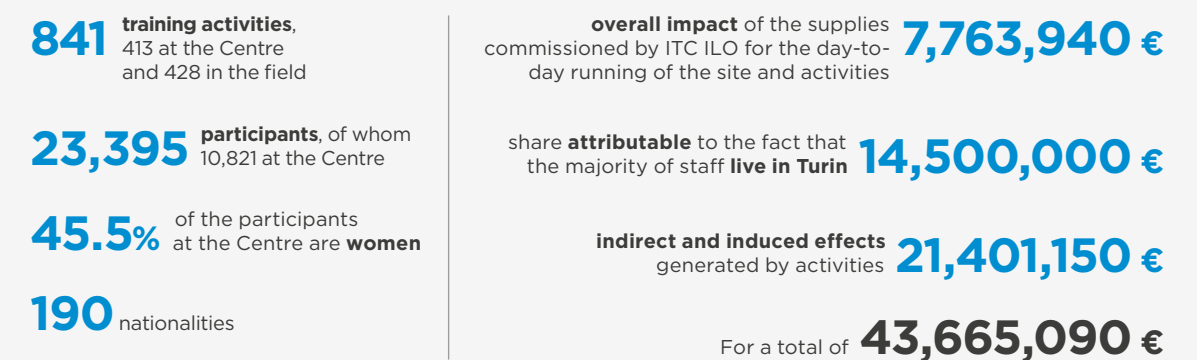 841 training activities,
413 at the Centre
and 428 in the field
23,395 participants, of whom
10,821 at the Centre
45.5% of the participants
at the Centre are women
190 nationalities
overall impact of the supplies
commissioned by ITC ILO for the day-to-
day running of the site and activities
7,763,940 €
share attributable to the fact that
the majority of staff live in Turin
14,500,000 €
indirect and induced effects
generated by activities
21,401,150 €
For a total of 43,665,090 €